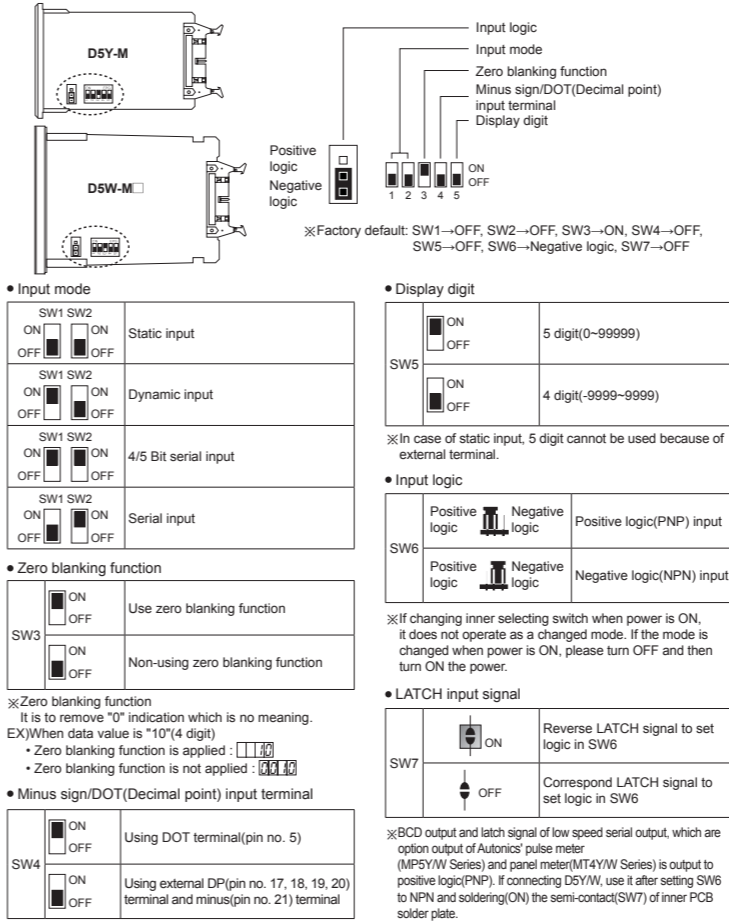 D5Y-M
D5W-M□
Input logic
Input mode
Zero blanking function
Minus sign/DOT(Decimal point)
input terminal
Display digit
Positive
logic
Negative
logic
ON
OFF
1 2 3 4 5
※Factory default: SW1→OFF, SW2→OFF, SW3→ON, SW4→OFF,
SW5→OFF, SW6→Negative logic, SW7→OFF
● Input mode
SW1 SW2
ON ON
OFF OFF
Static input
SW1 SW2
ON ON
OFF OFF
Dynamic input
SW1 SW2
ON ON
OFF OFF
4/5 Bit serial input
SW1 SW2
ON ON
OFF OFF
Serial input
● Zero blanking function
SW3
ON
OFF
Use zero blanking function
ON
OFF
Non-using zero blanking function
※Zero blanking function
It is to remove "0" indication which is no meaning.
EX)When data value is "10"(4 digit)
• Zero blanking function is applied : 10
• Zero blanking function is not applied : 0010
● Minus sign/DOT(Decimal point) input terminal
SW4
ON
OFF
Using DOT terminal(pin no. 5)
ON
OFF
Using external DP(pin no. 17, 18, 19, 20)
terminal and minus(pin no. 21) terminal
● Display digit
SW5
ON
OFF
5 digit(0~99999)
ON
OFF
4 digit(-9999~9999)
※In case of static input, 5 digit cannot be used because of
external terminal.
● Input logic
SW6
Positive
logic
Negative
logic
Positive logic(PNP) input
Positive
logic
Negative
logic
Negative logic(NPN) input
※If changing inner selecting switch when power is ON,
it does not operate as a changed mode. If the mode is
changed when power is ON, please turn OFF and then
turn ON the power.
● LATCH input signal
SW7
ON
Reverse LATCH signal to set
logic in SW6
OFF
Correspond LATCH signal to
set logic in SW6
※BCD output and latch signal of low speed serial output, which are
option output of Autonics' pulse meter
(MP5Y/W Series) and panel meter(MT4Y/W Series) is output to
positive logic(PNP). If connecting D5Y/W, use it after setting SW6
to NPN and soldering(ON) the semi-contact(SW7) of inner PCB
solder plate.